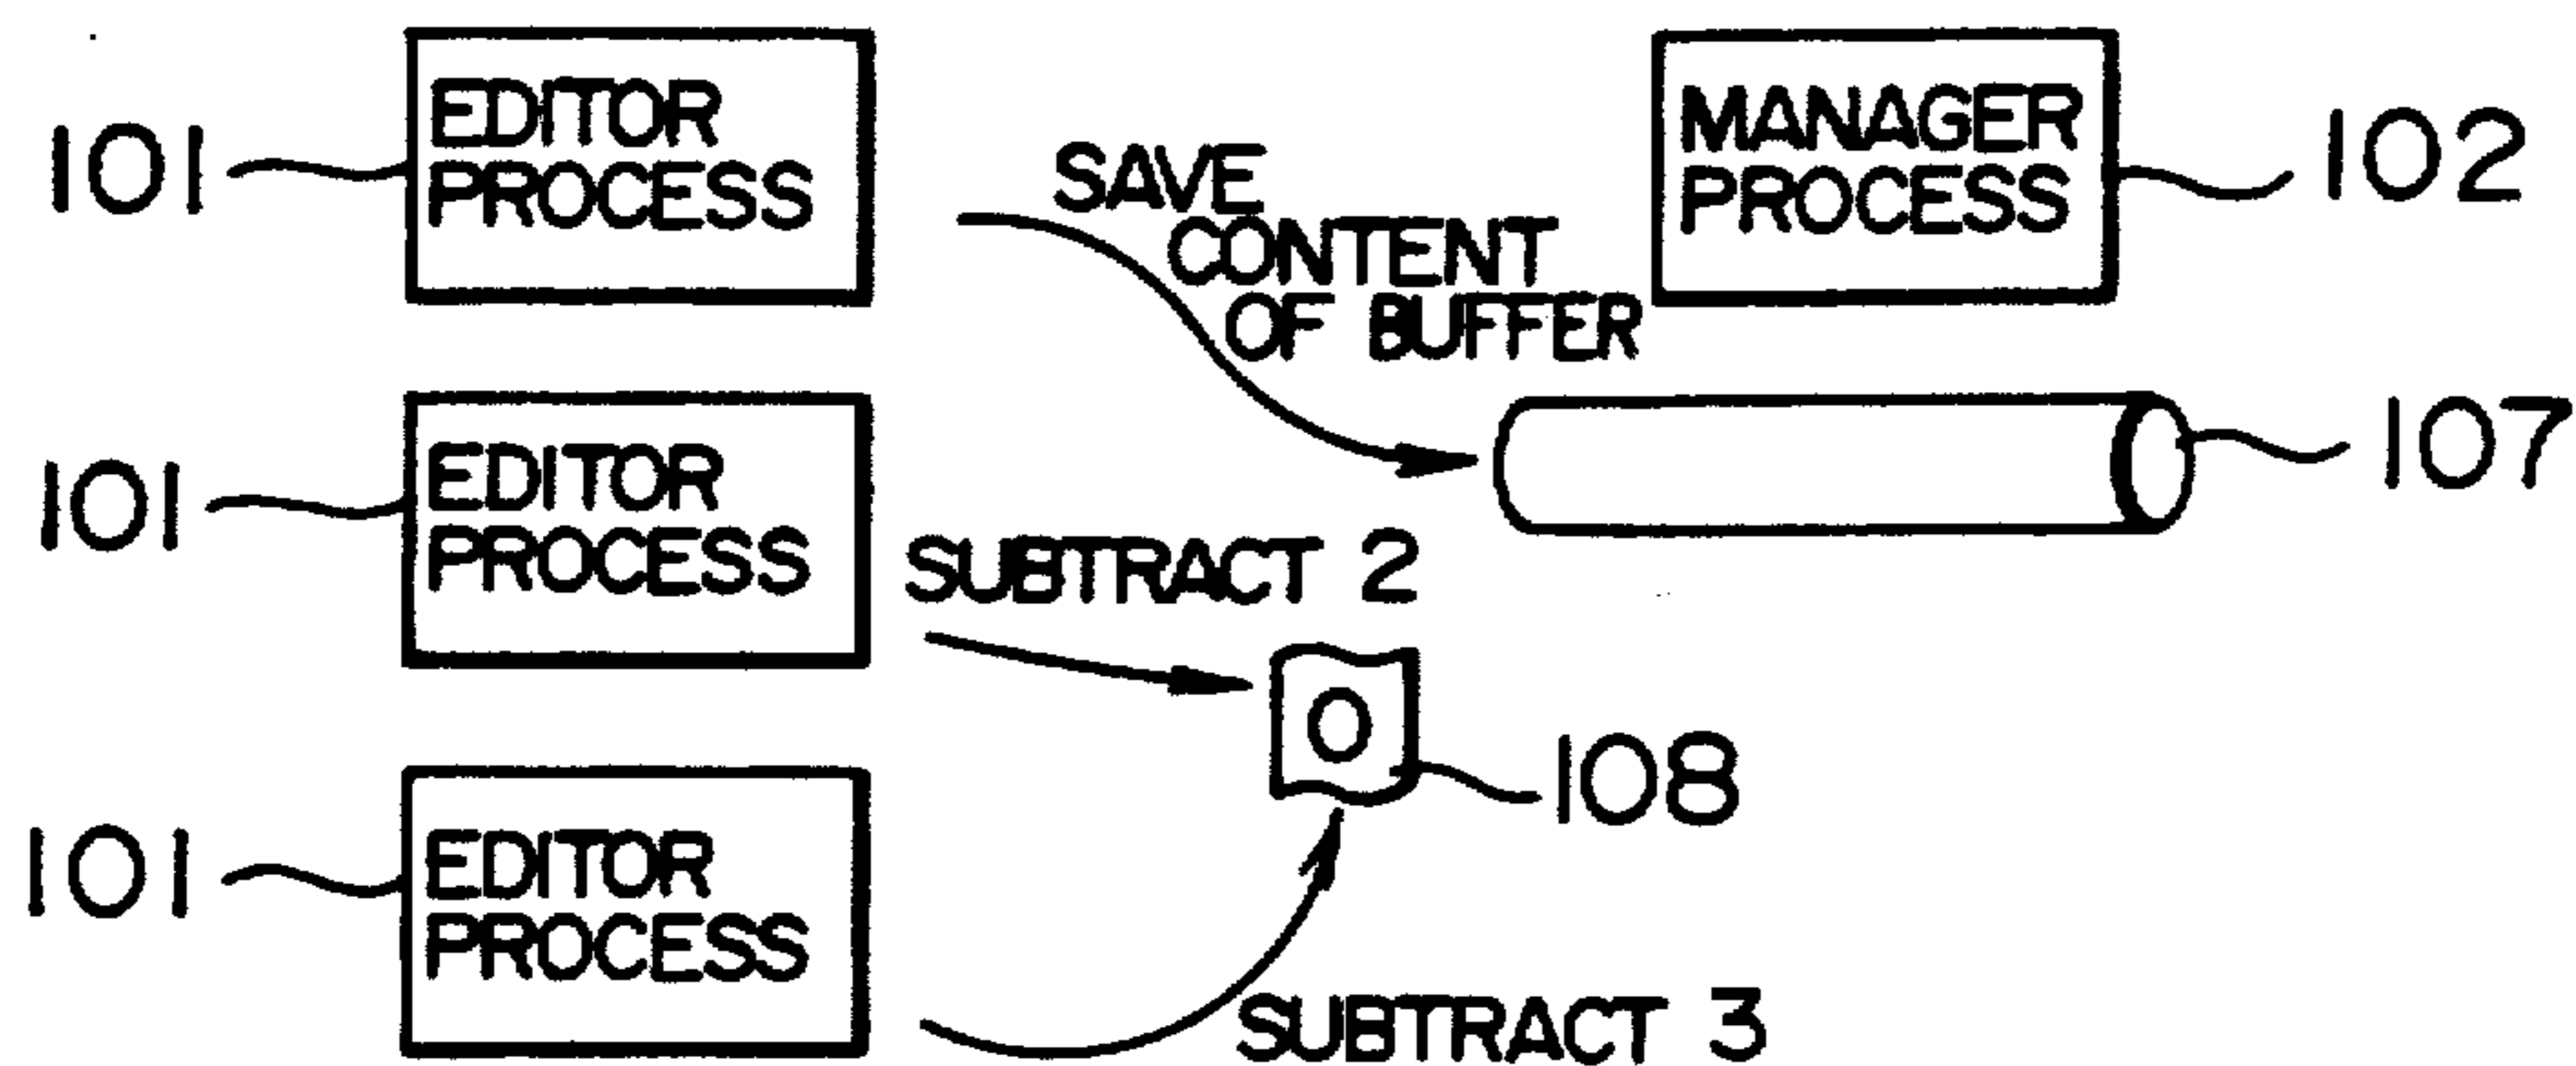 101
EDITOR
PROCESS
SAVE
CONTENT
OF BUFFER
MANAGER
PROCESS
102
107
101
EDITOR
PROCESS
SUBTRACT 2
0
108
101
EDITOR
PROCESS
SUBTRACT 3